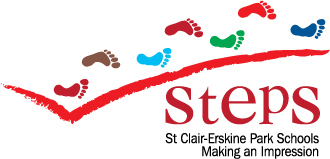 steps
St Clair-Erskine Park Schools
Making an Impression